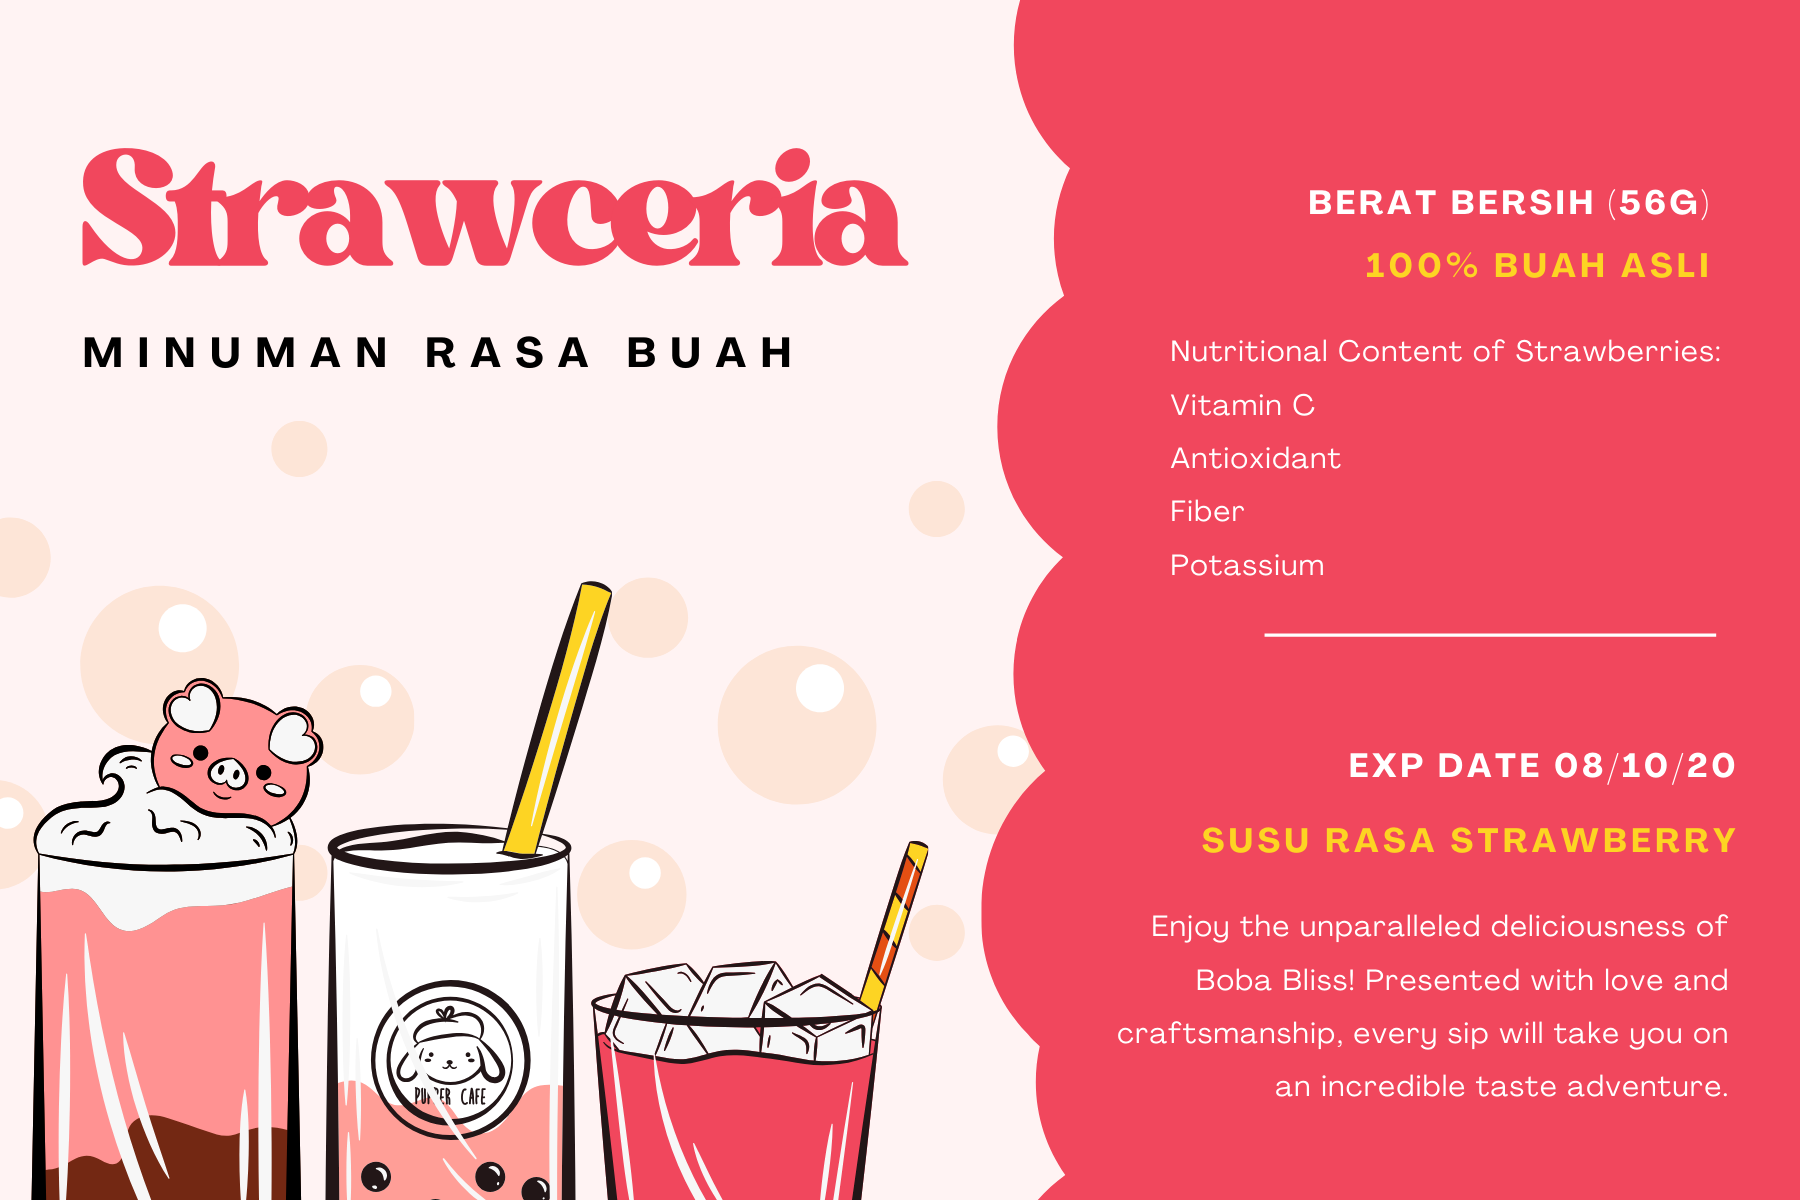 Strawceria
MINUMAN RASA BUAH
PUPPER CAFE
BERAT BERSIH (56G)
100% BUAH ASLI
Nutritional Content of Strawberries:
Vitamin C
Antioxidant
Fiber
Potassium
EXP DATE 08/10/20
SUSU RASA STRAWBERRY
Enjoy the unparalleled deliciousness of
Boba Bliss! Presented with love and
craftsmanship, every sip will take you on
an incredible taste adventure.